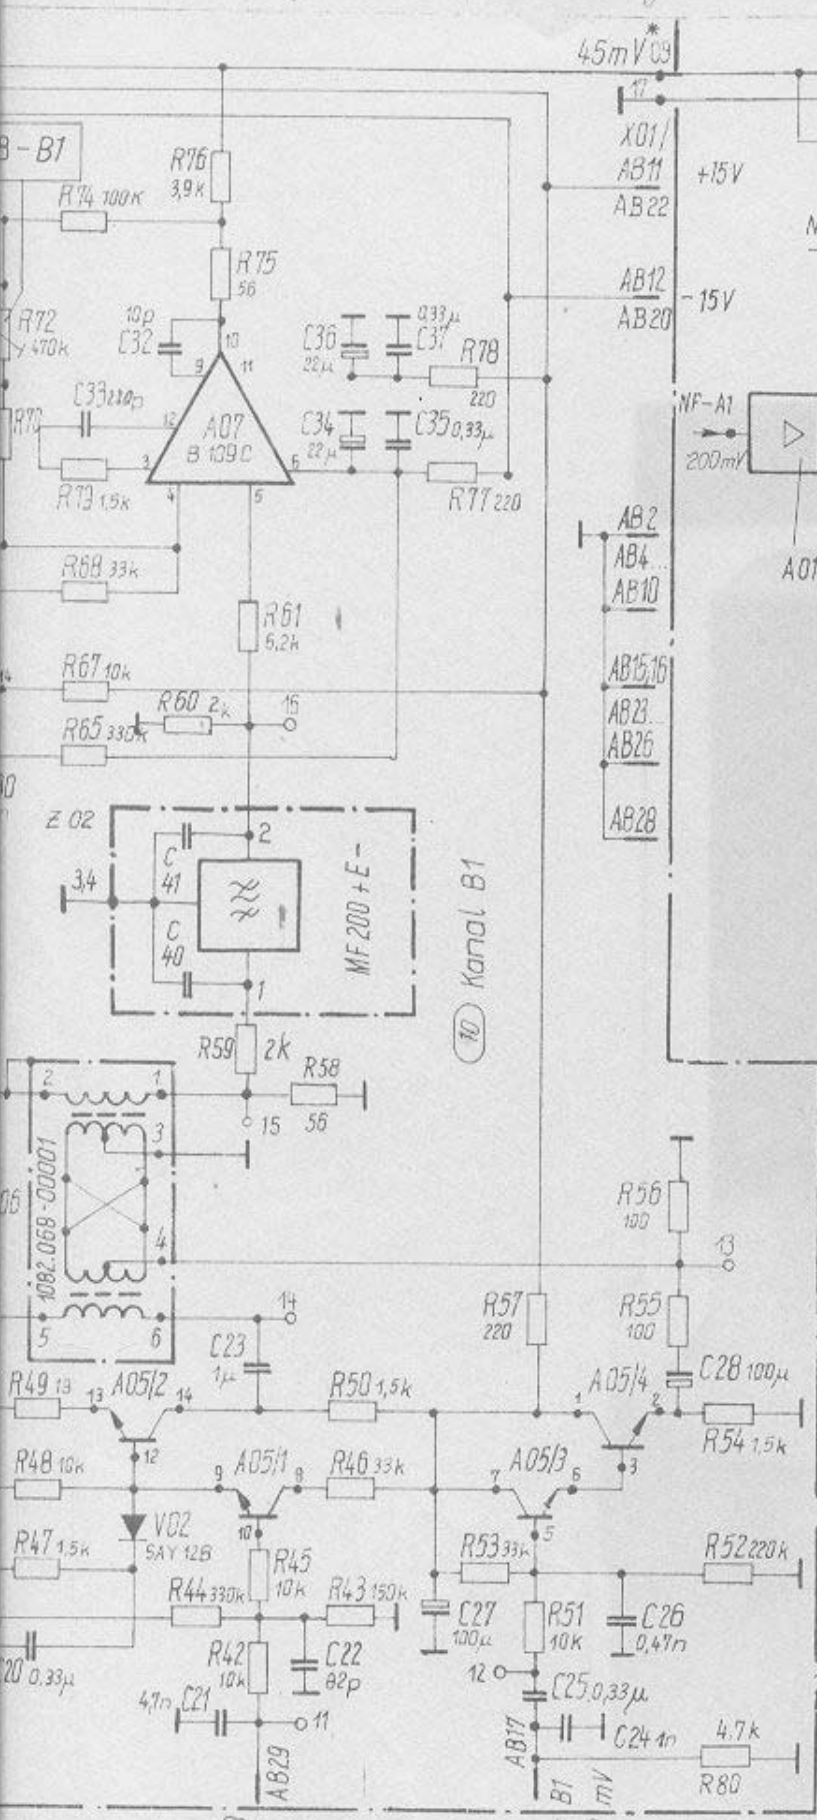 45mV*09
17
X01/
B-B1
AB11
+15V
R76
3,9k
AB22
R74 100k
R75
56
AB12
-15V
AB20
10p
0,33µ
R72
470k
C32
10
C36
C37
22µ
R78
9
11
220
C33 220p
NF-A1
12
A07
C34
C35 0,33µ
R70
B 109 C
22µ
200mV
3
6
R73 1,5k
4
5
R77 220
AB2
AB4...
A01
R68 33k
AB10
R61
6,2k
R67 10k
AB15,16
R60 2k
16
AB23...
R65 330k
AB26
Z 02
2
AB28
3,4
C
41
C
40
MF200+E-
10 Kanal B1
1
R59
2k
R58
56
2
1
15
3
1082.068-00001
R56
100
4
13
14
R57
220
R55
100
5
6
C23
1µ
R49
13
A05/2
14
R50 1,5k
1
A05/4
2
C28 100µ
R54 1,5k
12
R48 10k
9
A05/1
8
R46 33k
7
A05/3
6
3
V02
SAY 12B
10
5
R47 1,5k
R45
10k
R53 33k
R52 220k
R44 330k
R43 150k
C27
100µ
R51
10k
C26
0,47n
R42
10k
C22
82p
C20 0,33µ
12
C25 0,33µ
4,7n
C21
11
AB17
C24 1n
4,7k
R80
AB29
B1
mV